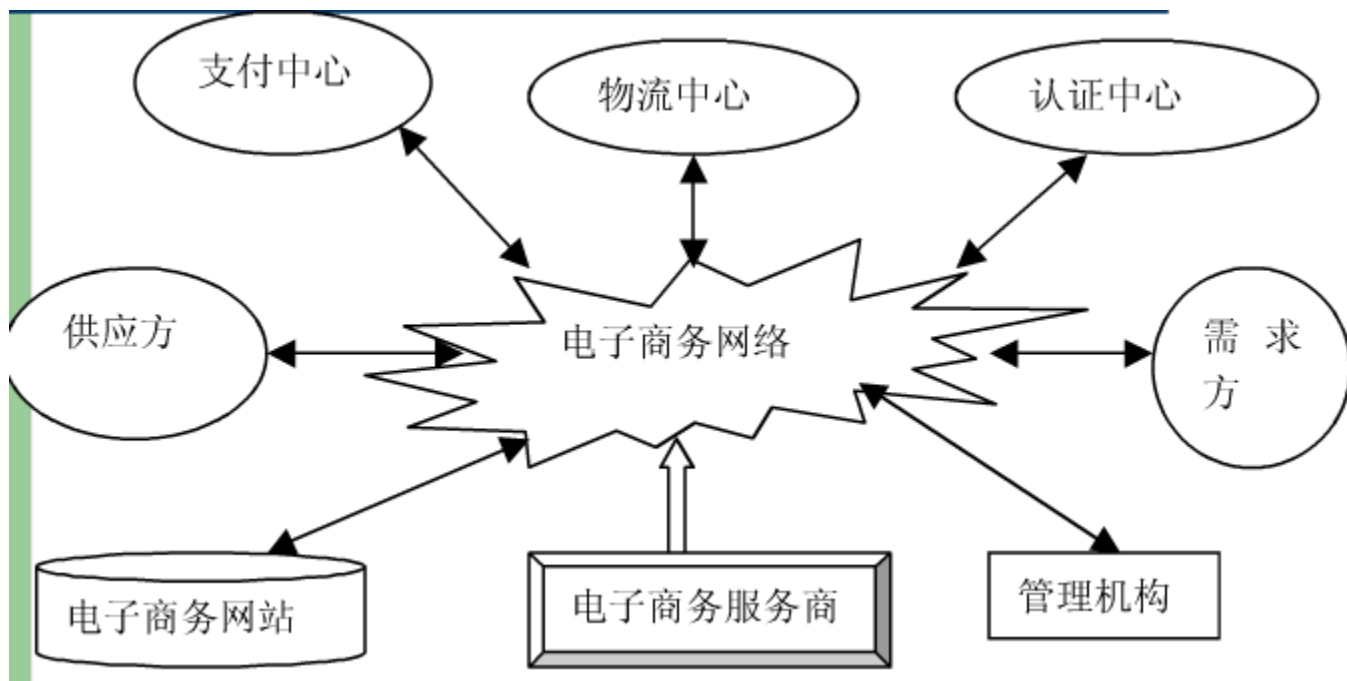 支付中心
物流中心
认证中心
供应方
电子商务网络
需 求
方
电子商务网站
电子商务服务商
管理机构